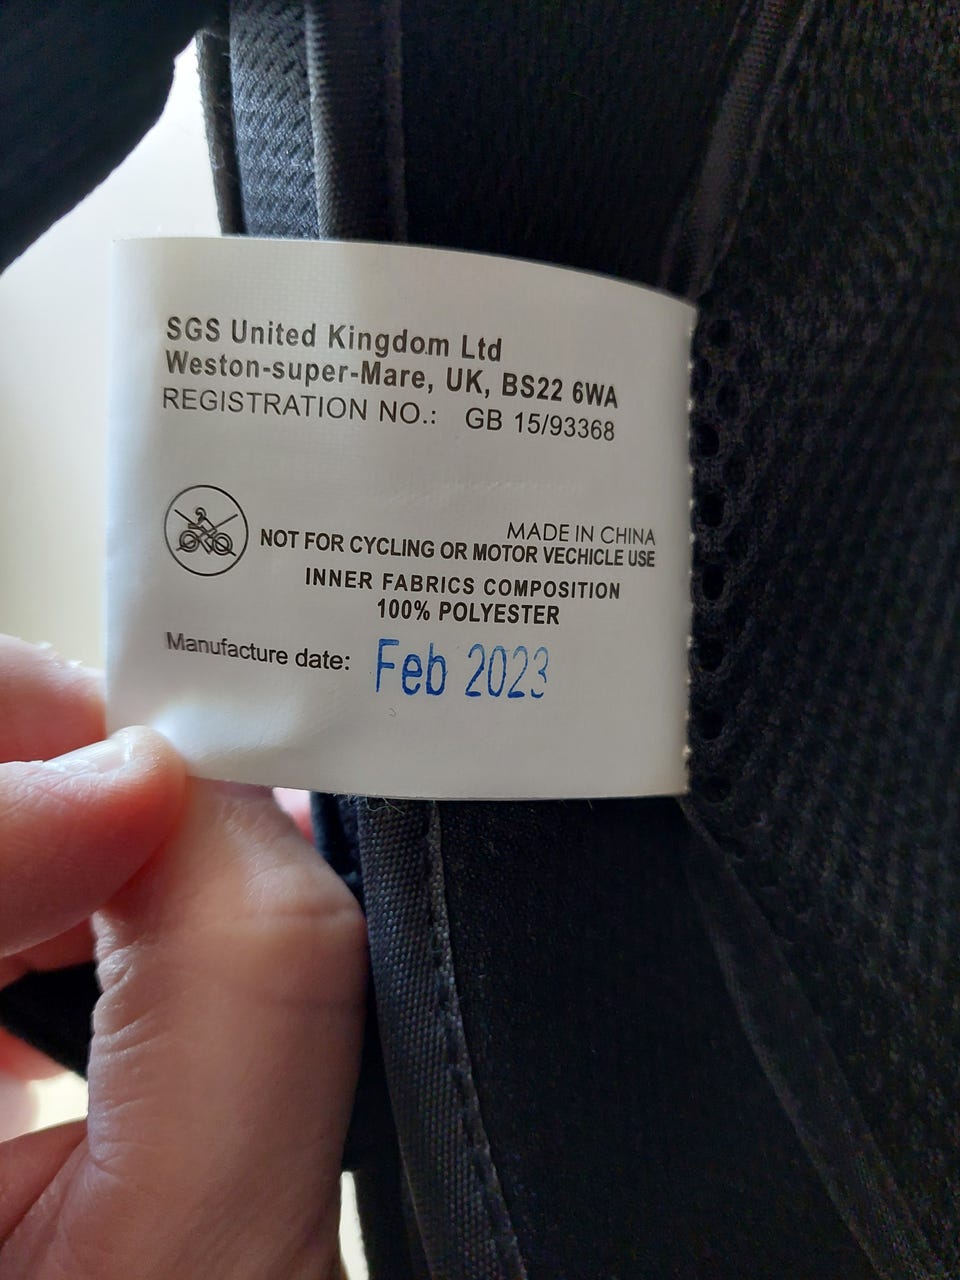 SGS United Kingdom Ltd
Weston-super-Mare, UK, BS22 6WA
REGISTRATION NO.: GB 15/93368
MADE IN CHINA
NOT FOR CYCLING OR MOTOR VECHICLE USE
INNER FABRICS COMPOSITION
100% POLYESTER
Manufacture date: Feb 2023